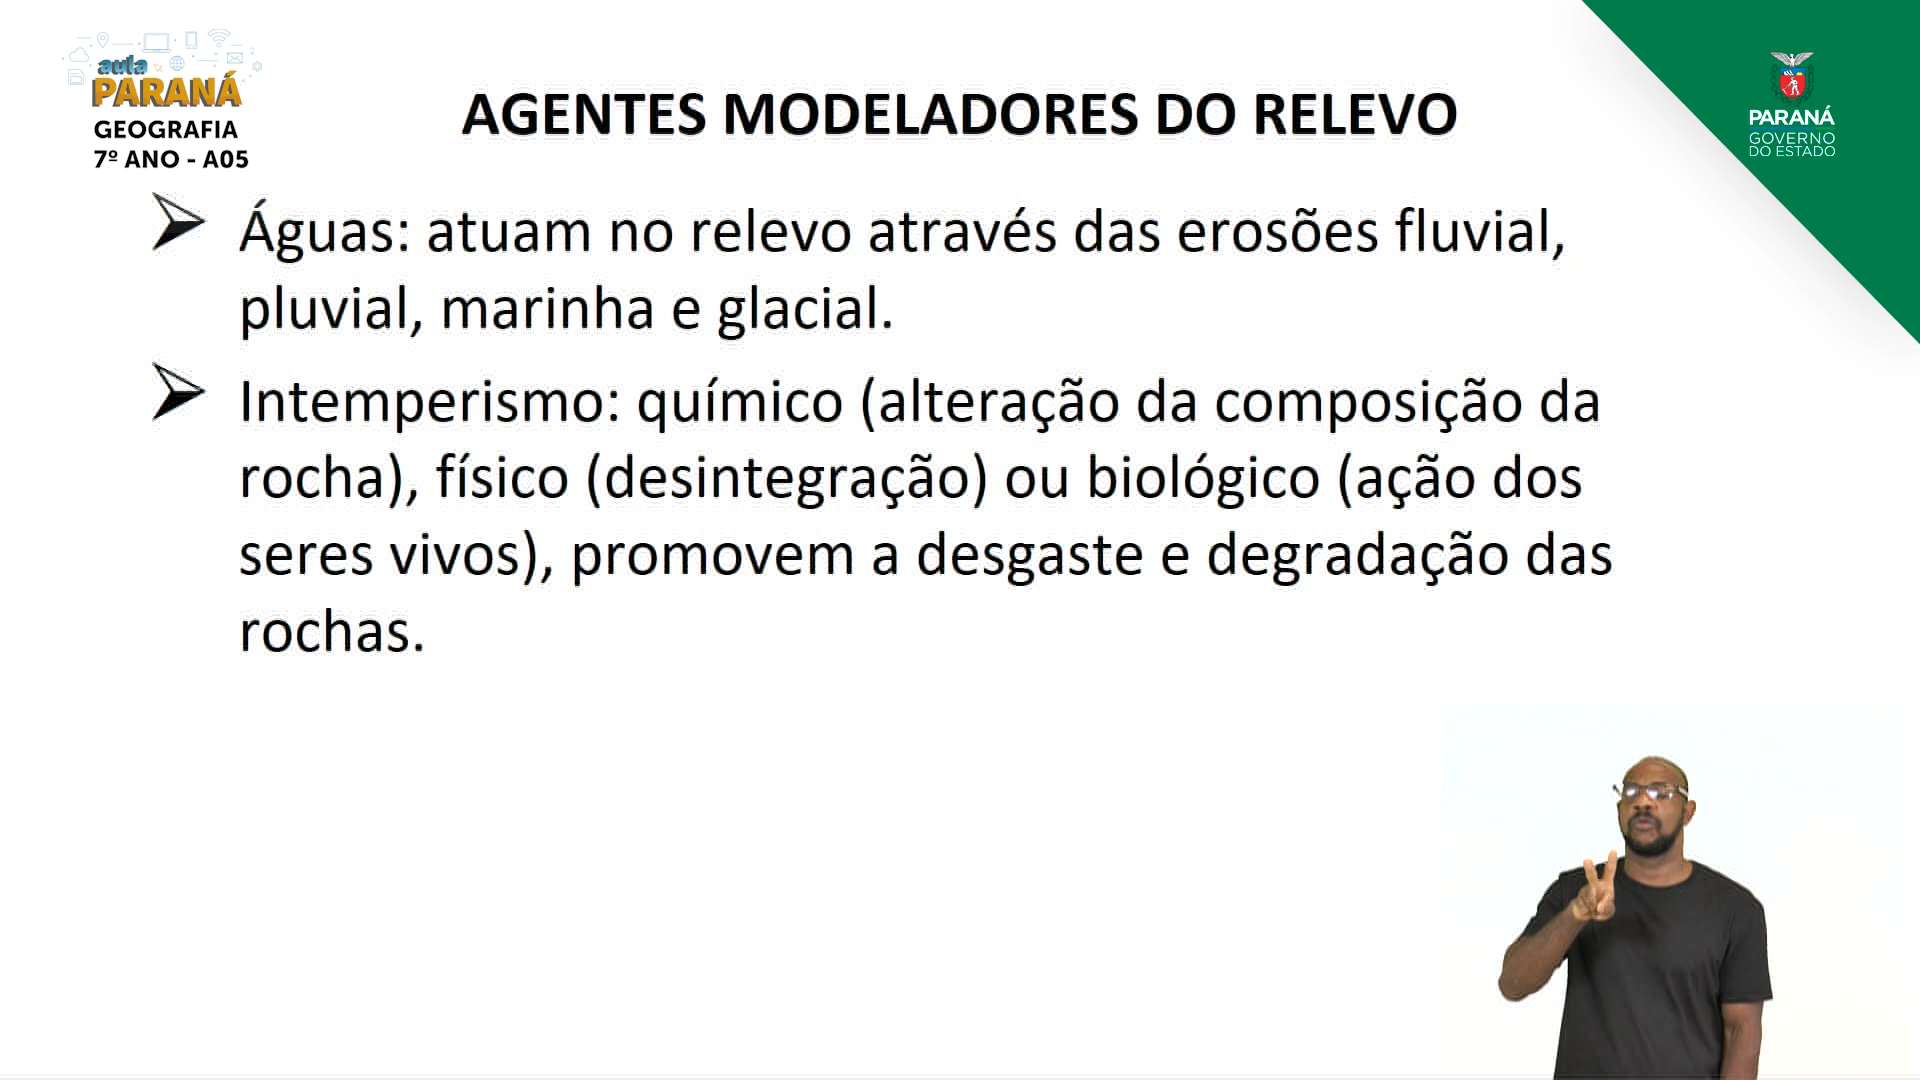 aula
PARANÁ
GEOGRAFIA
7º ANO - A05
AGENTES MODELADORES DO RELEVO
PARANÁ
GOVERNO
DO ESTADO
Águas: atuam no relevo através das erosões fluvial,
pluvial, marinha e glacial.
Intemperismo: químico (alteração da composição da
rocha), físico (desintegração) ou biológico (ação dos
seres vivos), promovem a desgaste e degradação das
rochas.